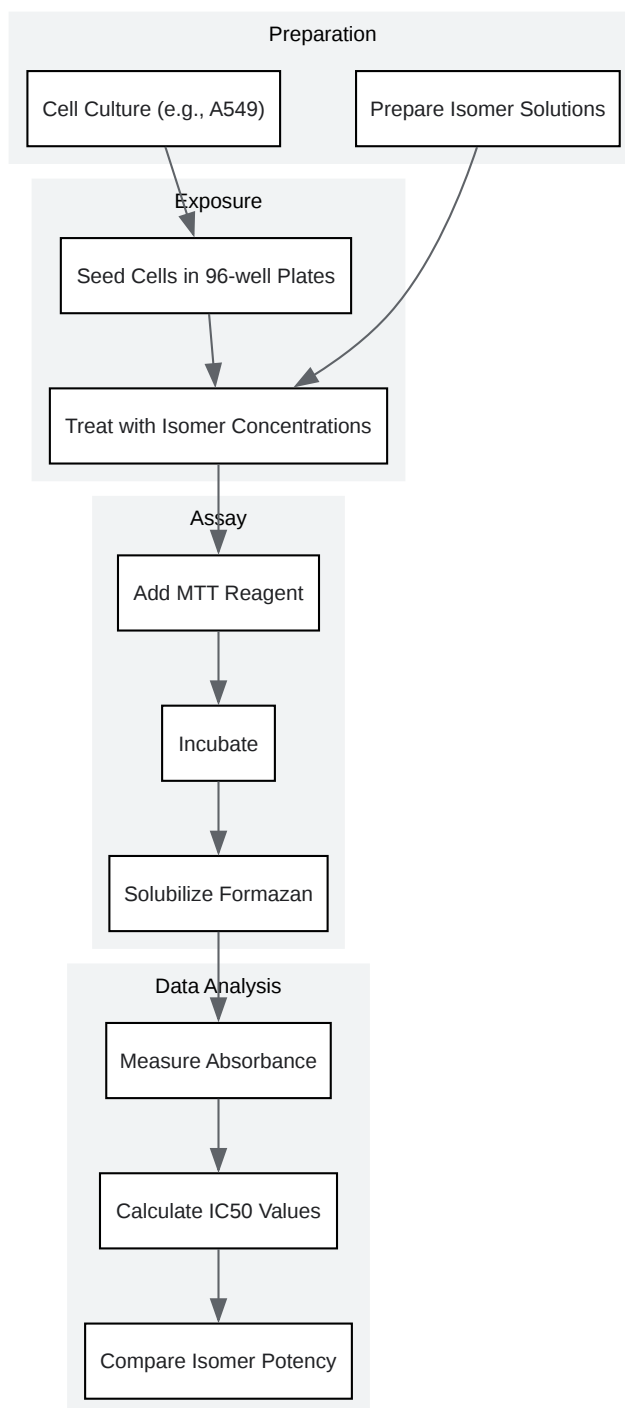 Preparation
Cell Culture (e.g., A549)
Prepare Isomer Solutions
Exposure
Seed Cells in 96-well Plates
Treat with Isomer Concentrations
Assay
Add MTT Reagent
Incubate
Solubilize Formazan
Data Analysis
Measure Absorbance
Calculate IC50 Values
Compare Isomer Potency